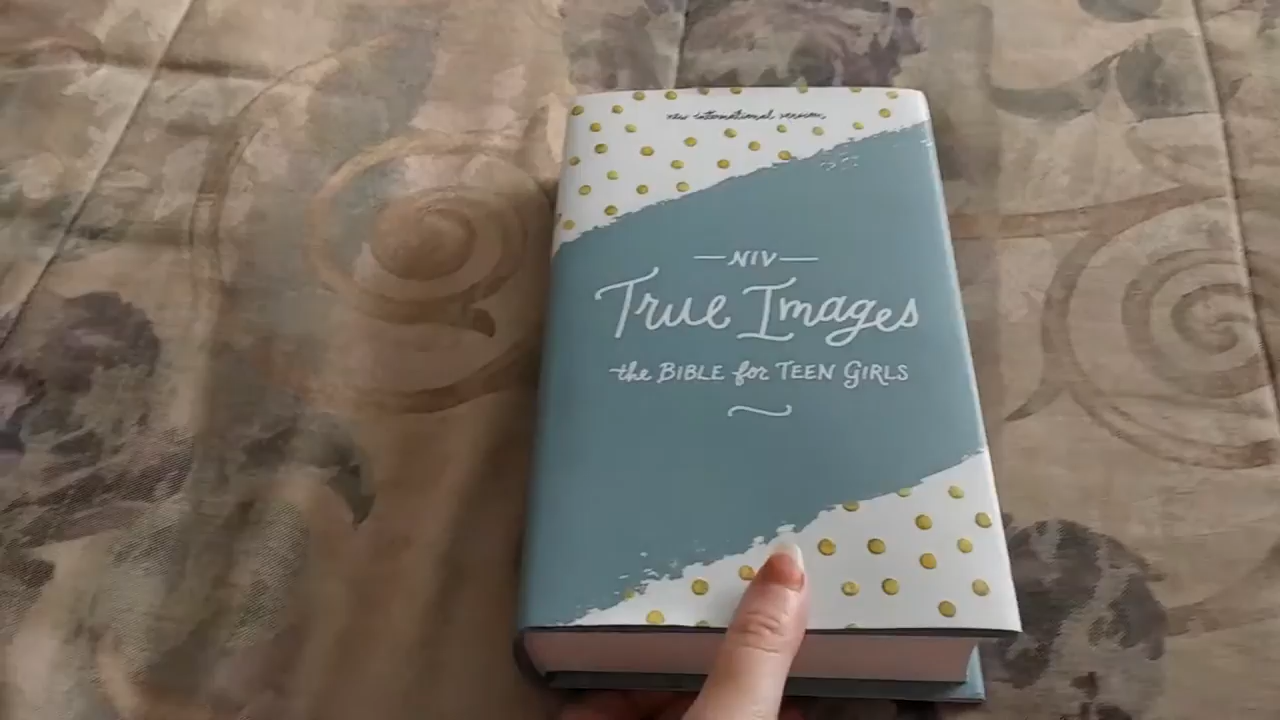 new international version
NIV
True Images
the BIBLE for TEEN GIRLS